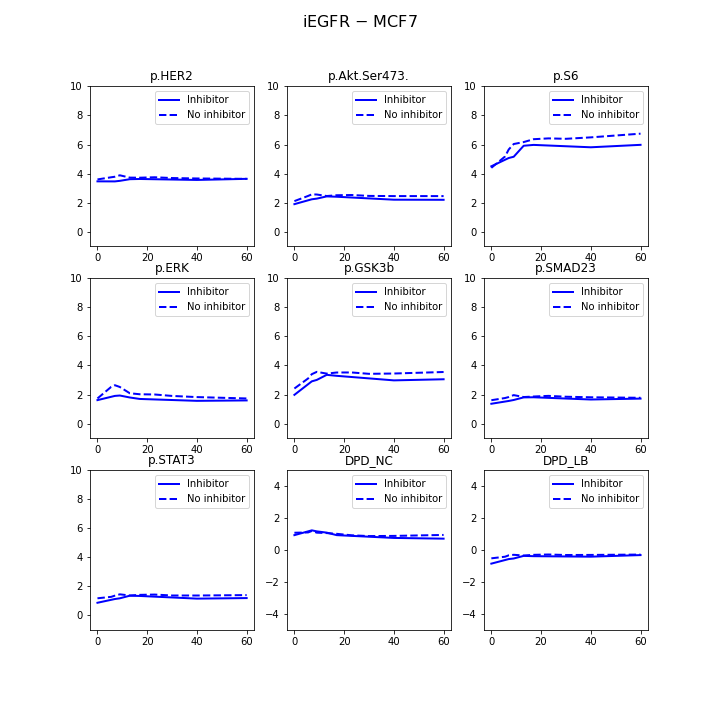 iEGFR − MCF7
p.HER2
p.Akt.Ser473.
p.S6
10
8
6
4
2
0
0 20 40 60
Inhibitor
No inhibitor
10
8
6
4
2
0
0 20 40 60
Inhibitor
No inhibitor
10
8
6
4
2
0
0 20 40 60
Inhibitor
No inhibitor
p.ERK
p.GSK3b
p.SMAD23
10
8
6
4
2
0
0 20 40 60
Inhibitor
No inhibitor
10
8
6
4
2
0
0 20 40 60
Inhibitor
No inhibitor
10
8
6
4
2
0
0 20 40 60
Inhibitor
No inhibitor
p.STAT3
DPD_NC
DPD_LB
10
8
6
4
2
0
0 20 40 60
Inhibitor
No inhibitor
4
2
0
−2
−4
0 20 40 60
Inhibitor
No inhibitor
4
2
0
−2
−4
0 20 40 60
Inhibitor
No inhibitor